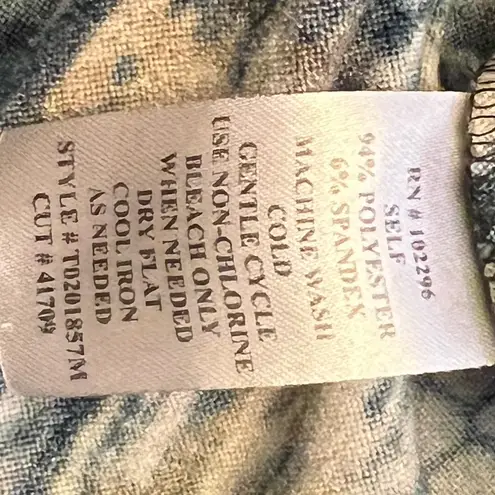 RN # 102296
SELF
94% POLYESTER
6% SPANDEX
MACHINE WASH
COLD
GENTLE CYCLE
USE NON-CHLORINE
BLEACH ONLY
WHEN NEEDED
DRY FLAT
COOL IRON
AS NEEDED
STYLE # T0201857M
CUT # 41709